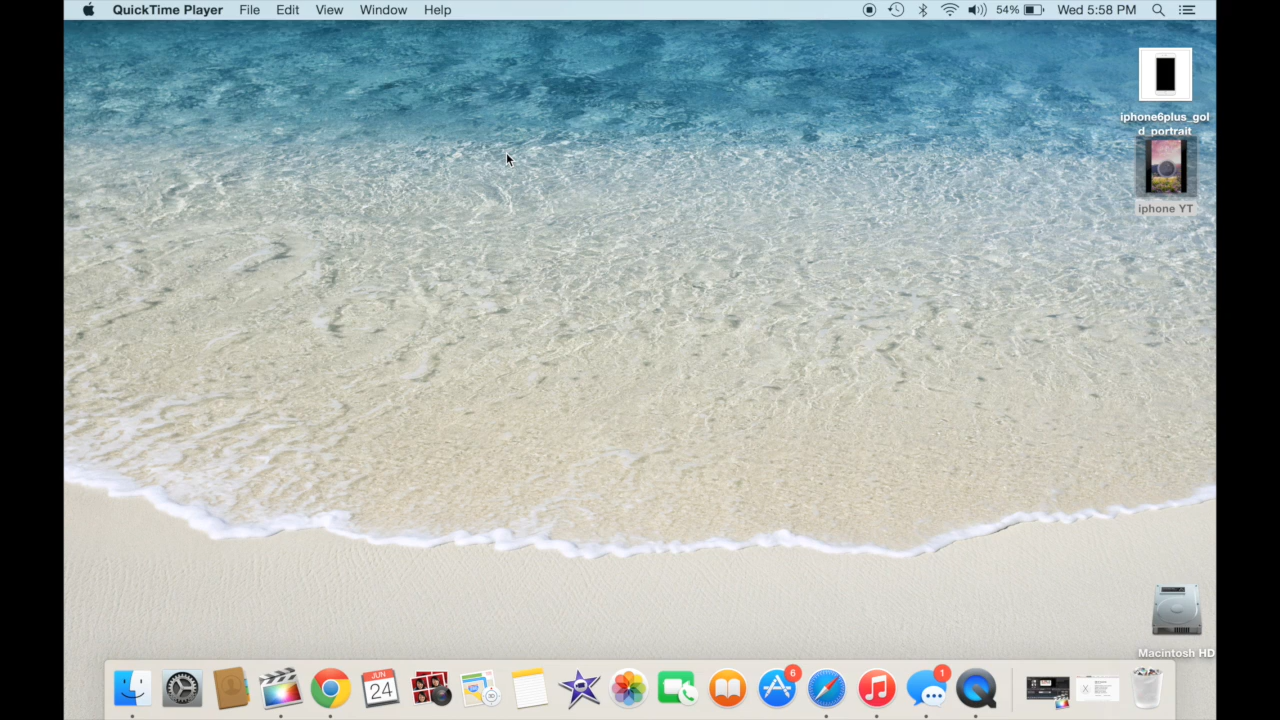 QuickTime Player File Edit View Window Help 54% Wed 5:58 PM
iphone6plus_gol
d_portrait
iphone YT
Macintosh HD
JUN
24
3D
6
1